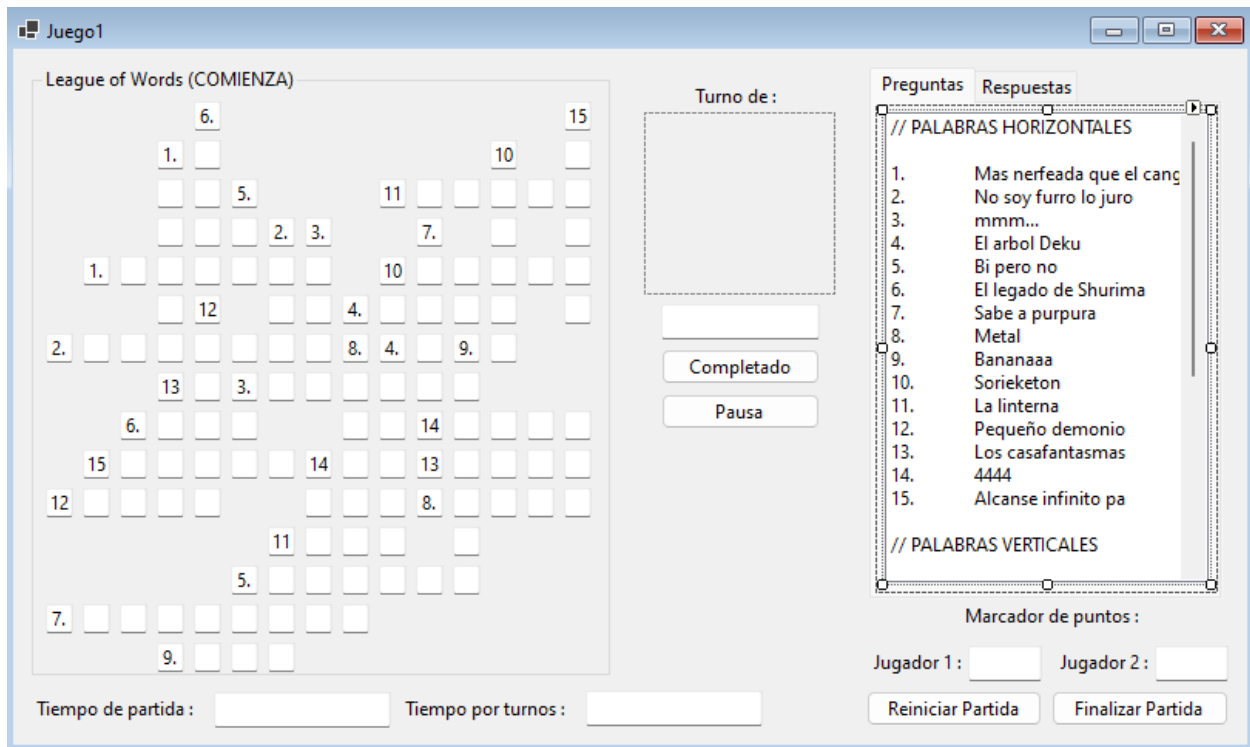 Juego1
League of Words (COMIENZA)
6. 15
1. 10
5. 11
2. 3. 7.
1. 10
12 4.
2. 8. 4. 9.
13 3.
6. 14
15 14 13
12 8.
11
5.
7.
9.
Tiempo de partida :
Tiempo por turnos :
Turno de :
Completado
Pausa
Preguntas Respuestas
// PALABRAS HORIZONTALES
1. Mas nerfeada que el cang
2. No soy furro lo juro
3. mmm...
4. El arbol Deku
5. Bi pero no
6. El legado de Shurima
7. Sabe a purpura
8. Metal
9. Bananaaa
10. Sorieketon
11. La linterna
12. Pequeño demonio
13. Los casafantasmas
14. 4444
15. Alcanse infinito pa
// PALABRAS VERTICALES
Marcador de puntos :
Jugador 1 : Jugador 2 :
Reiniciar Partida Finalizar Partida